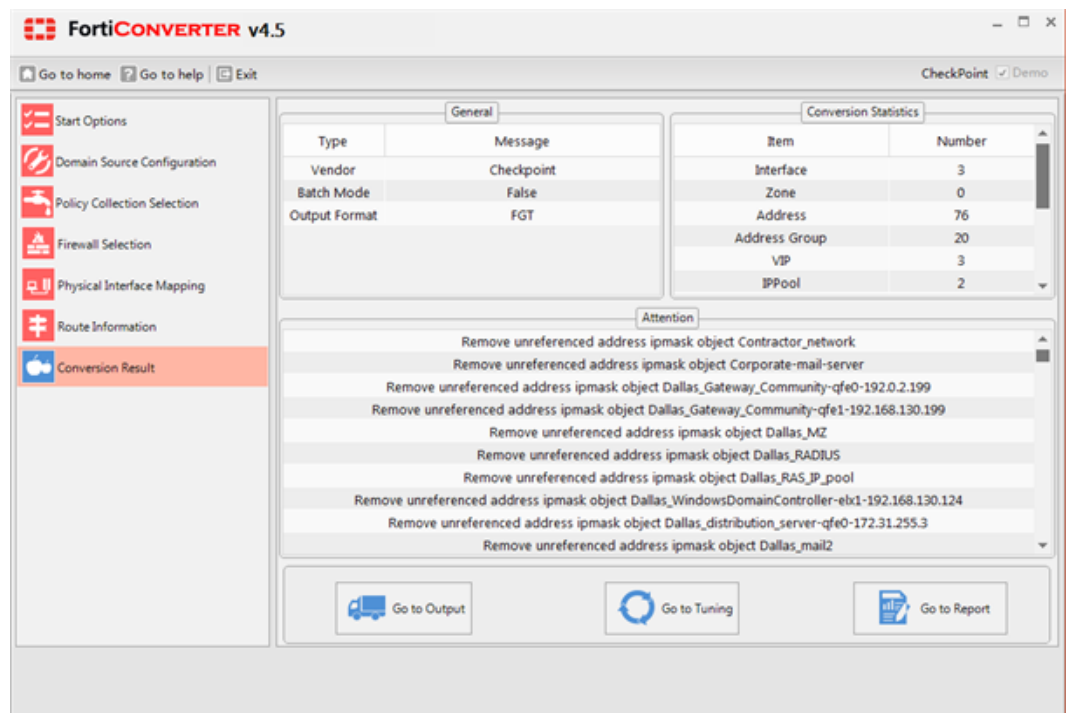 FortiCONVERTER v4.5
Go to home Go to help Exit
CheckPoint Demo
Start Options
Domain Source Configuration
Policy Collection Selection
Firewall Selection
Physical Interface Mapping
Route Information
Conversion Result
General
Type Message
Vendor Checkpoint
Batch Mode False
Output Format FGT
Conversion Statistics
Item Number
Interface 3
Zone 0
Address 76
Address Group 20
VIP 3
IPPool 2
Attention
Remove unreferenced address ipmask object Contractor_network
Remove unreferenced address ipmask object Corporate-mail-server
Remove unreferenced address ipmask object Dallas_Gateway_Community-qfe0-192.0.2.199
Remove unreferenced address ipmask object Dallas_Gateway_Community-qfe1-192.168.130.199
Remove unreferenced address ipmask object Dallas_MZ
Remove unreferenced address ipmask object Dallas_RADIUS
Remove unreferenced address ipmask object Dallas_RAS_IP_pool
Remove unreferenced address ipmask object Dallas_WindowsDomainController-elx1-192.168.130.124
Remove unreferenced address ipmask object Dallas_distribution_server-qfe0-172.31.255.3
Remove unreferenced address ipmask object Dallas_mail2
Go to Output
Go to Tuning
Go to Report